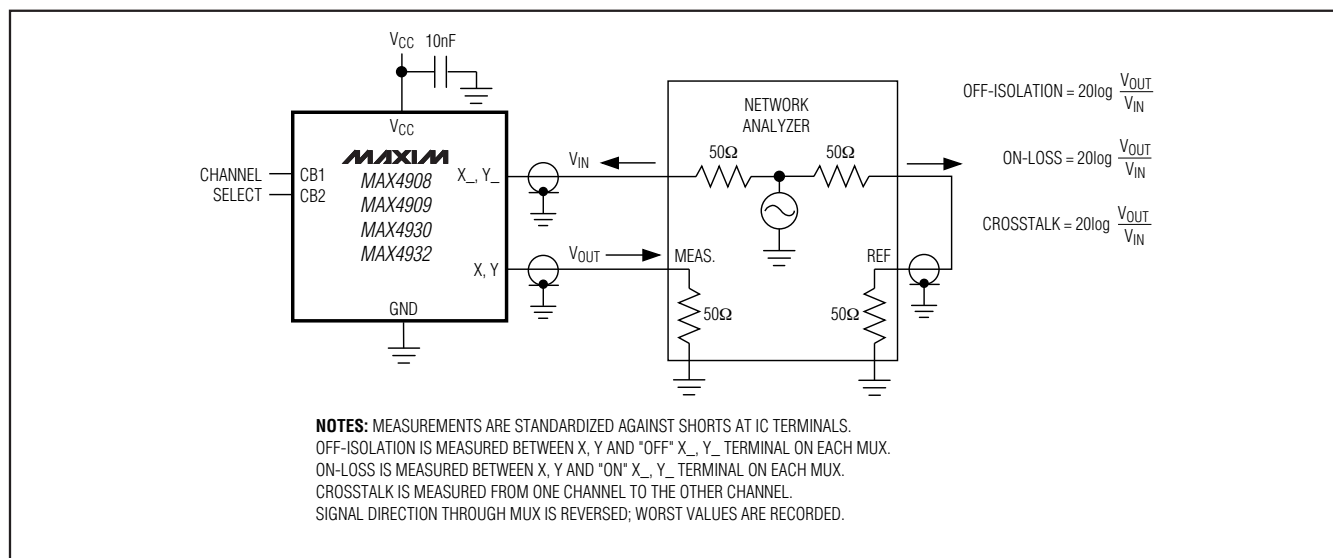 VCC 10nF
VCC
MAXIM
MAX4908
MAX4909
MAX4930
MAX4932
CHANNEL
SELECT
CB1
CB2
X_, Y_
X, Y
GND
VIN
VOUT
NETWORK
ANALYZER
50Ω
50Ω
MEAS.
REF
50Ω
50Ω
OFF-ISOLATION = 20log VOUT
VIN
ON-LOSS = 20log VOUT
VIN
CROSSTALK = 20log VOUT
VIN
NOTES: MEASUREMENTS ARE STANDARDIZED AGAINST SHORTS AT IC TERMINALS.
OFF-ISOLATION IS MEASURED BETWEEN X, Y AND "OFF" X_, Y_ TERMINAL ON EACH MUX.
ON-LOSS IS MEASURED BETWEEN X, Y AND "ON" X_, Y_ TERMINAL ON EACH MUX.
CROSSTALK IS MEASURED FROM ONE CHANNEL TO THE OTHER CHANNEL.
SIGNAL DIRECTION THROUGH MUX IS REVERSED; WORST VALUES ARE RECORDED.